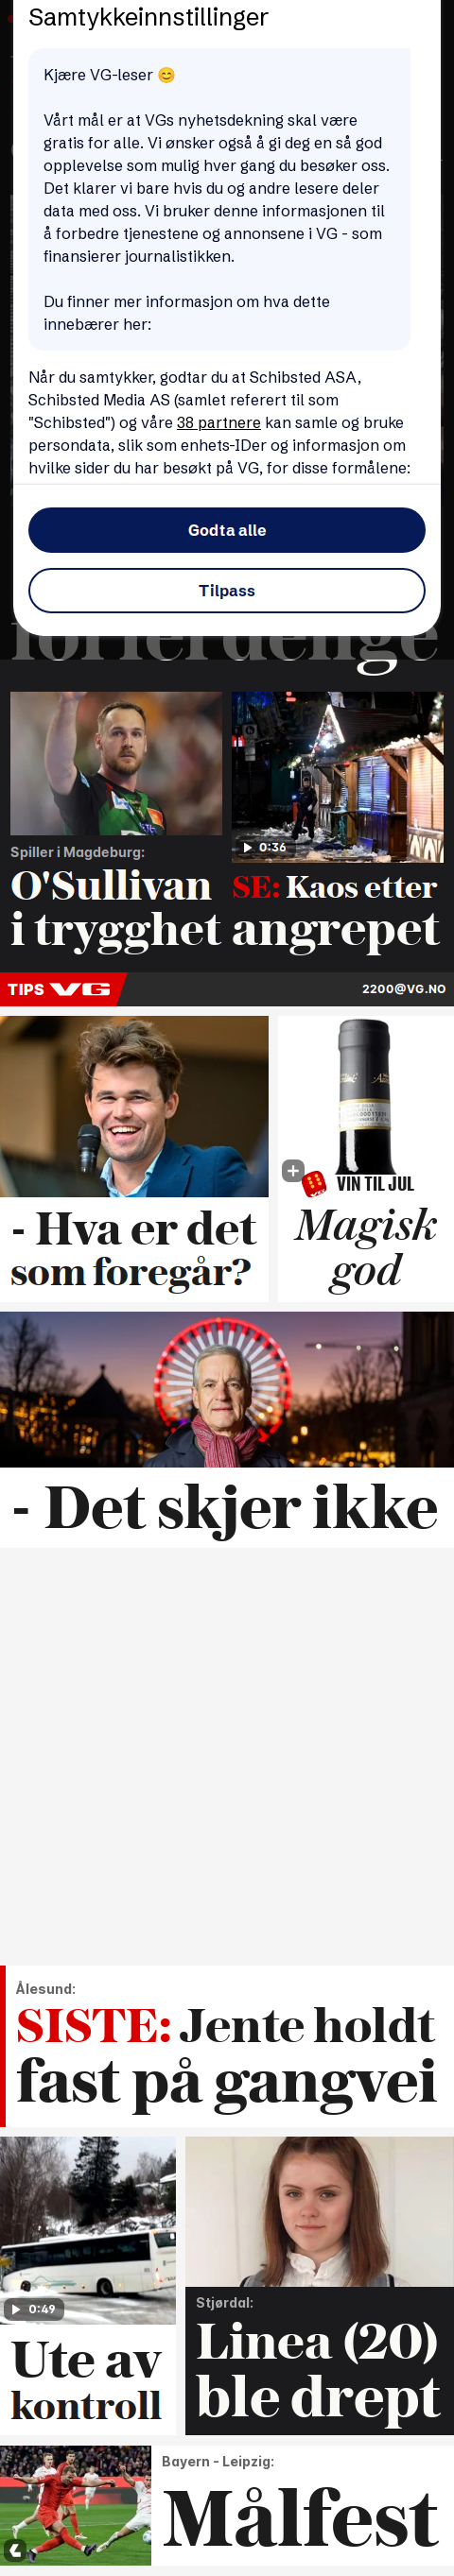 Samtykkeinnstillinger
Kjære VG-leser 😊
Vårt mål er at VGs nyhetsdekning skal være
gratis for alle. Vi ønsker også å gi deg en så god
opplevelse som mulig hver gang du besøker oss.
Det klarer vi bare hvis du og andre lesere deler
data med oss. Vi bruker denne informasjonen til
å forbedre tjenestene og annonsene i VG - som
finansierer journalistikken.
Du finner mer informasjon om hva dette
innebærer her:
Når du samtykker, godtar du at Schibsted ASA,
Schibsted Media AS (samlet referert til som
"Schibsted") og våre 38 partnere kan samle og bruke
persondata, slik som enhets-IDer og informasjon om
hvilke sider du har besøkt på VG, for disse formålene:
Godta alle
Tilpass
0:36
Spiller i Magdeburg:
O'Sullivan
i trygghet
SE: Kaos etter
angrepet
TIPS VG
2200@VG.NO
- Hva er det
som foregår?
VIN TIL JUL
Magisk
god
- Det skjer ikke
Ålesund:
SISTE: Jente holdt
fast på gangvei
0:49
Ute av
kontroll
Stjørdal:
Linea (20)
ble drept
Bayern - Leipzig:
Målfest